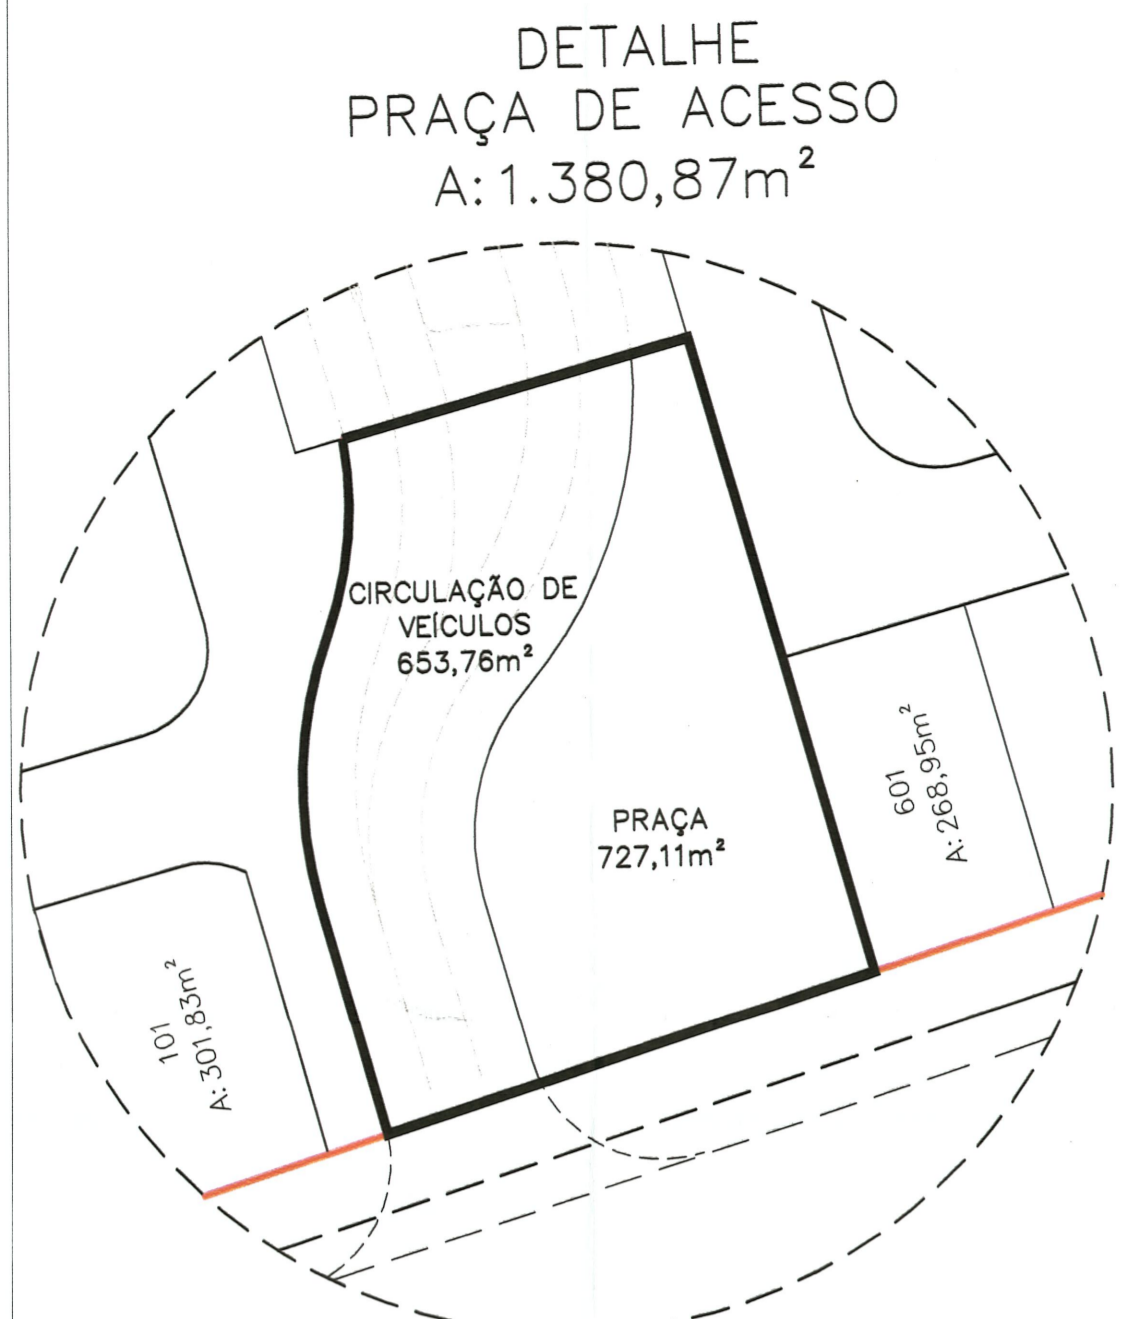 DETALHE
PRAÇA DE ACESSO
A: 1.380,87m²
CIRCULAÇÃO DE
VEÍCULOS
653,76m²
PRAÇA
727,11m²
601
A: 268,95m²
101
A: 301,83m²